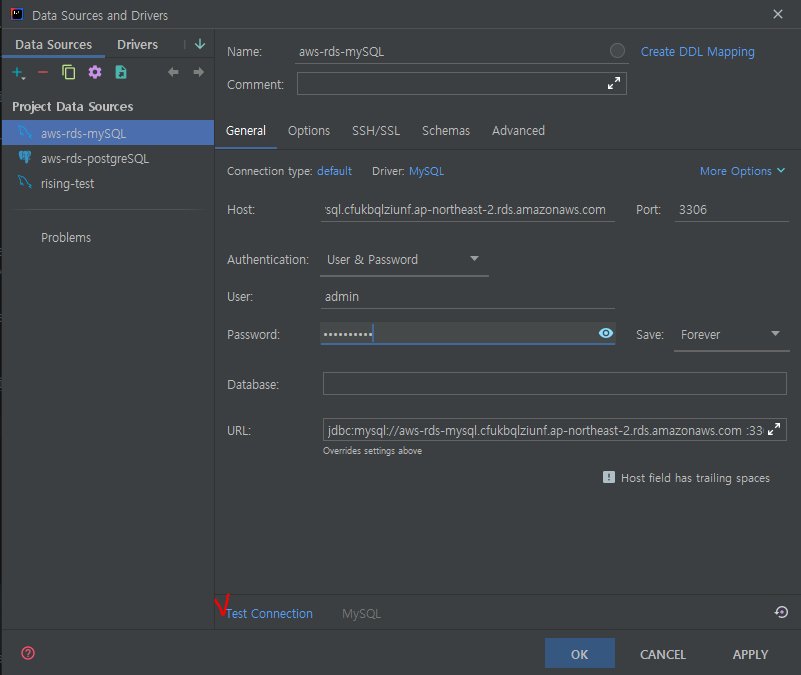 Data Sources and Drivers
Data Sources Drivers
Project Data Sources
aws-rds-mySQL
aws-rds-postgreSQL
rising-test
Problems
Name: aws-rds-mySQL Create DDL Mapping
Comment:
General Options SSH/SSL Schemas Advanced
Connection type: default Driver: MySQL More Options
Host: sql.cfukbqlziunf.ap-northeast-2.rds.amazonaws.com Port: 3306
Authentication: User & Password
User: admin
Password: •••••••••• Save: Forever
Database:
URL: jdbc:mysql://aws-rds-mysql.cfukbqlziunf.ap-northeast-2.rds.amazonaws.com :33
Overrides settings above
Host field has trailing spaces
Test Connection MySQL
OK CANCEL APPLY